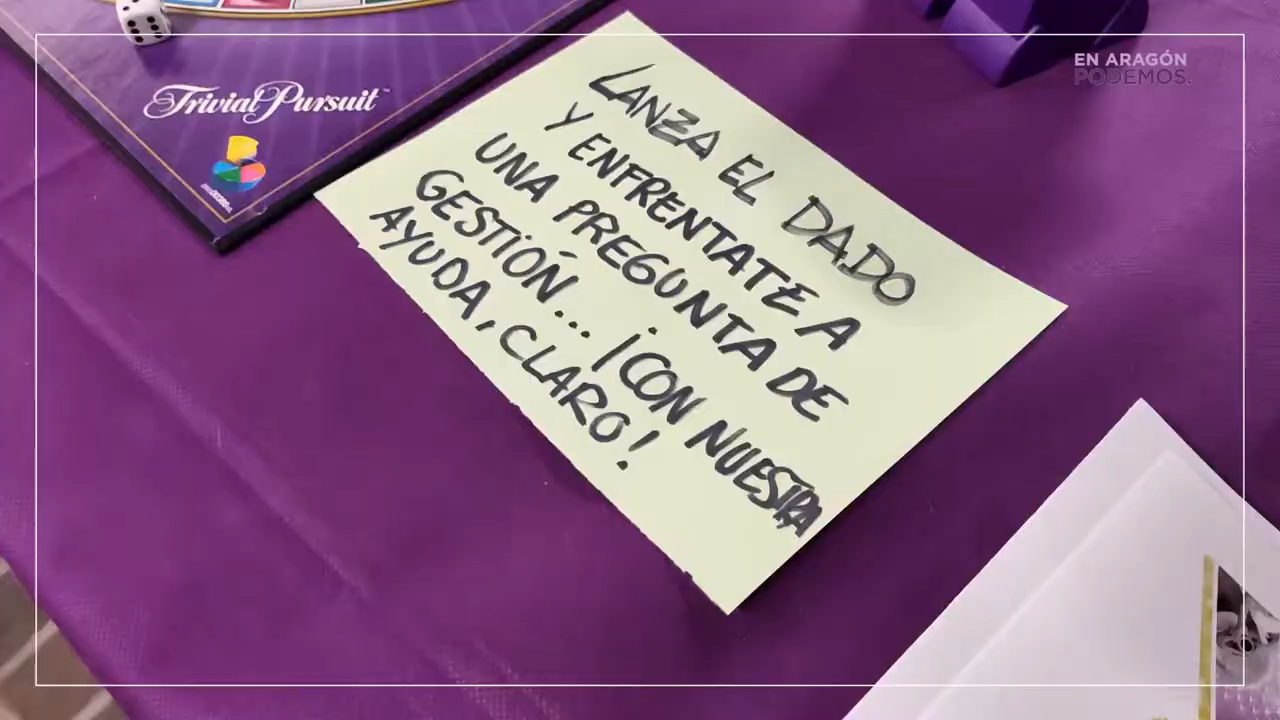 EN ARAGÓN
PODEMOS.
Trivial Pursuit
LANZA EL DADO
Y ENFRENTATE A
UNA PREGUNTA DE
GESTIÓN... ¡CON NUESTRA
AYUDA, CLARO!